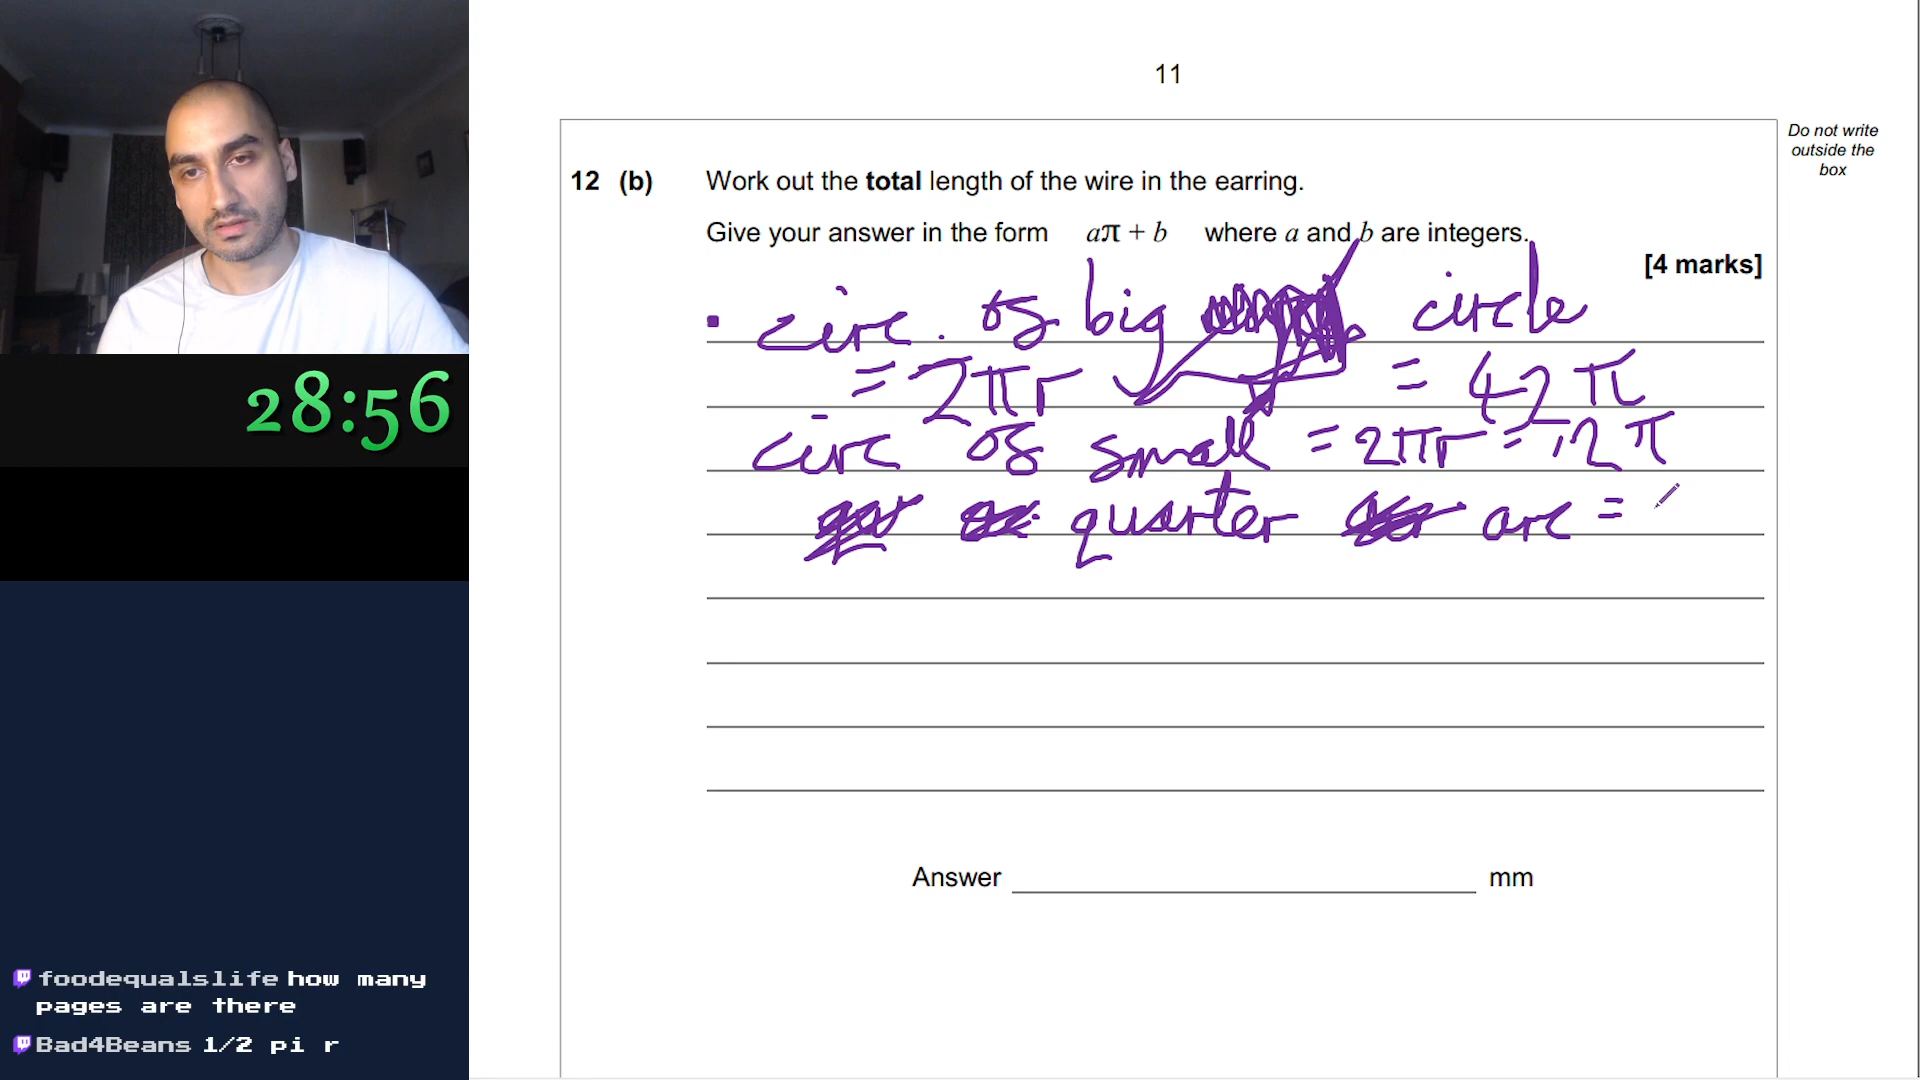 11
Do not write
outside the
box
12 (b) Work out the total length of the wire in the earring.
Give your answer in the form aπ + b where a and b are integers.
[4 marks]
circ. of big circle
= 2πr = 42π
circ of small = 2πr = 12π
quarter arc =
Answer mm
28:56
foodequalslife how many
pages are there
Bad4Beans 1/2 pi r